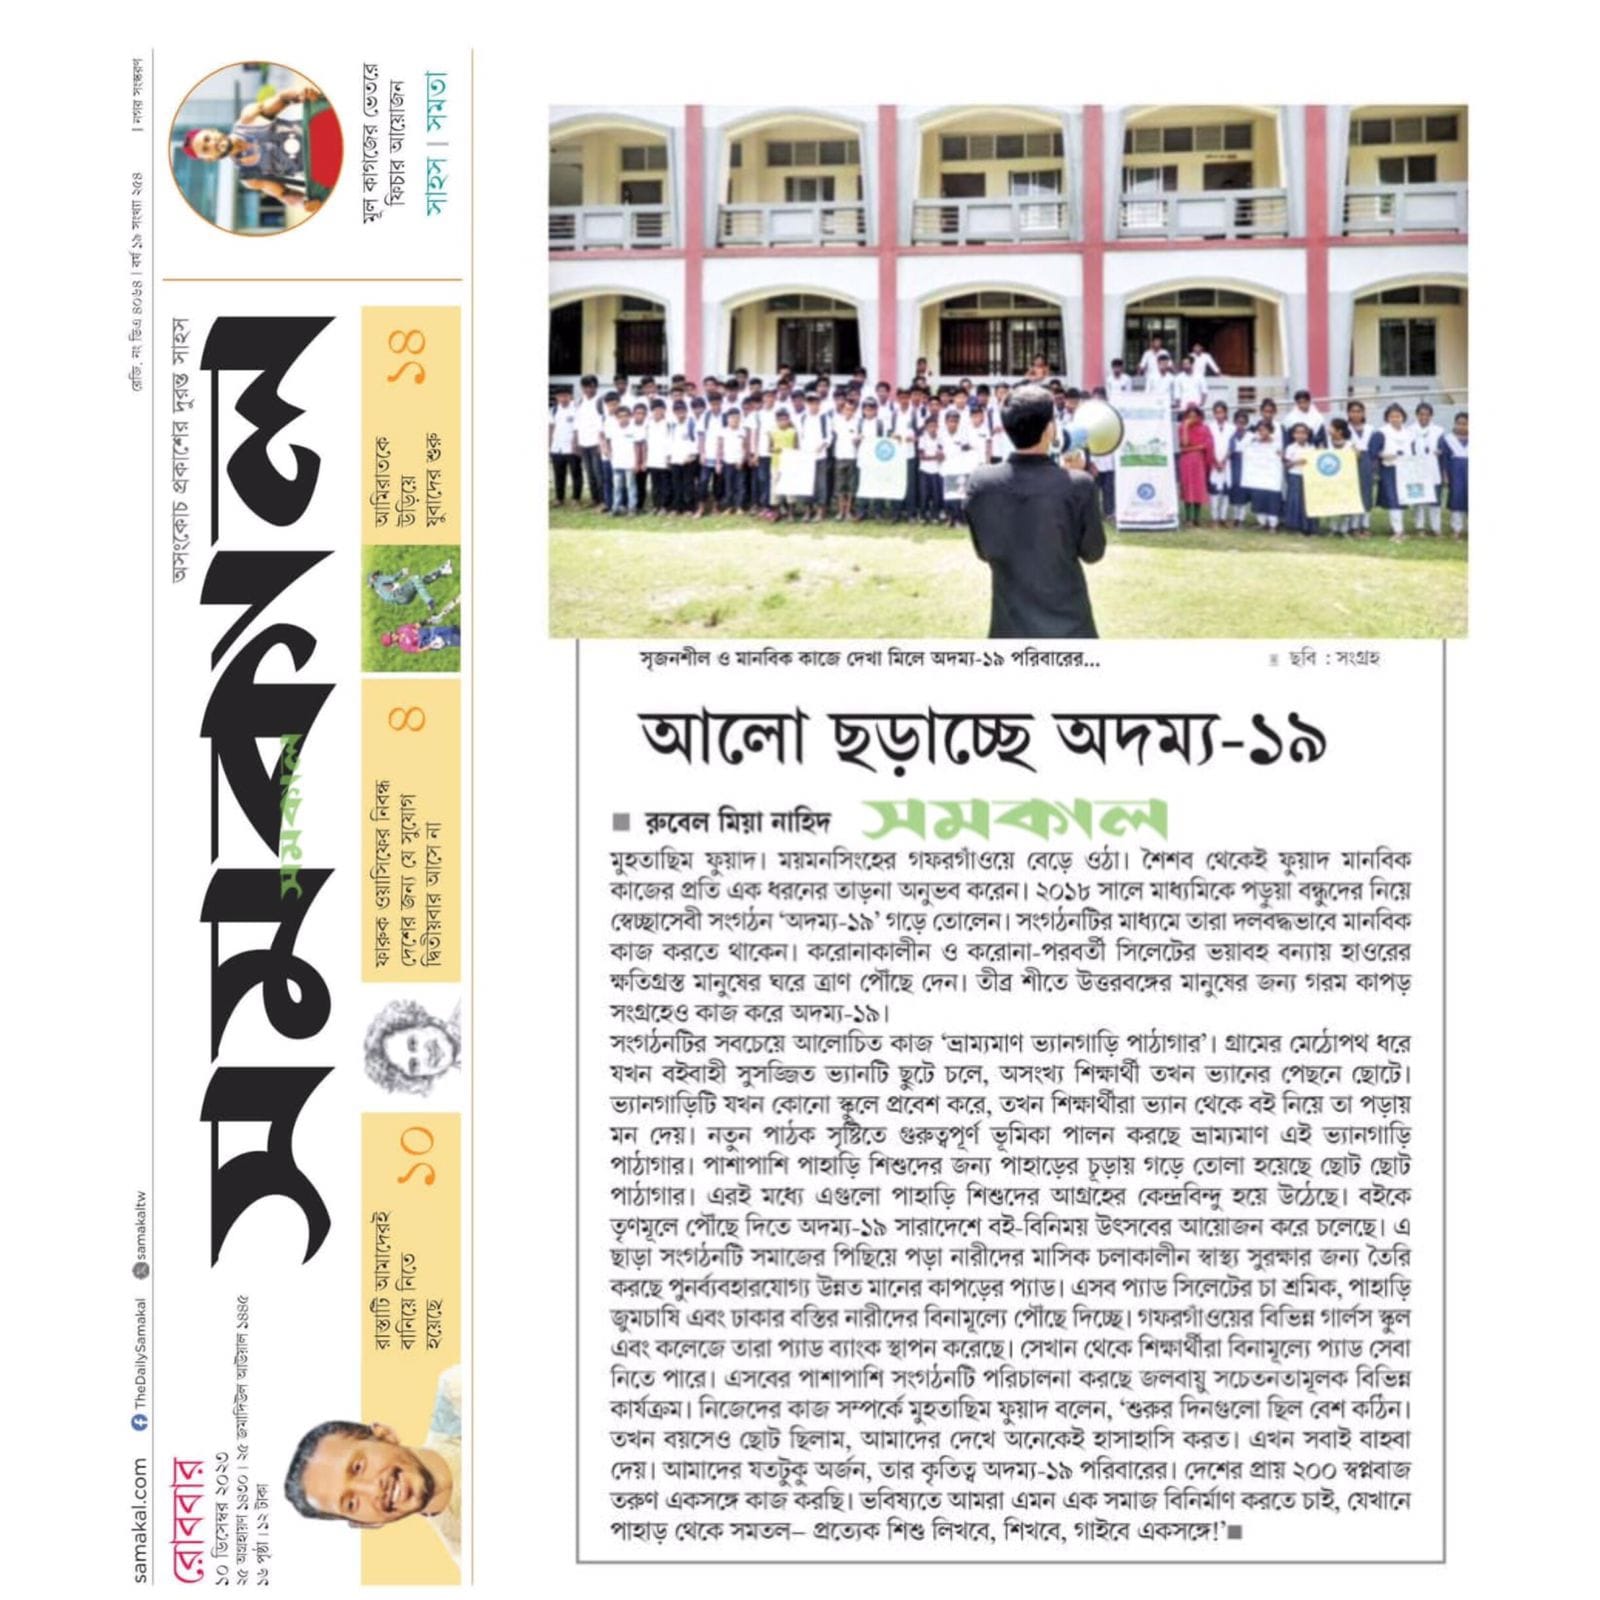 samakal.com
TheDailySamakal
samakaltw
রেজি. নং ডিএ ৪০৬৪ । বর্ষ ১৯ সংখ্যা ২৫৪
। নগর সংস্করণ
রোববার
১০ ডিসেম্বর ২০২৩
২৫ অগ্রহায়ণ ১৪৩০ । ২৫ জমাদিউল আউয়াল ১৪৪৫
১৬ পৃষ্ঠা । ১২ টাকা
অসংকোচ প্রকাশের দুরন্ত সাহস
সমকাল
সমকাল
মূল কাগজের ভেতরে
ফিচার আয়োজন
সাহস | সমতা
রাস্তাটি আমাদেরই
বানিয়ে নিতে
হয়েছে
১০
ফারুক ওয়াসিফের নিবন্ধ
দেশের জন্য যে সুযোগ
দ্বিতীয়বার আসে না
৪
আমিরাতকে
উড়িয়ে
যুবাদের শুরু
১৪
সৃজনশীল ও মানবিক কাজে দেখা মিলে অদম্য-১৯ পরিবারের...
ছবি : সংগ্রহ
আলো ছড়াচ্ছে অদম্য-১৯
রুবেল মিয়া নাহিদ
সমকাল
মুহতাছিম ফুয়াদ। ময়মনসিংহের গফরগাঁওয়ে বেড়ে ওঠা। শৈশব থেকেই ফুয়াদ মানবিক
কাজের প্রতি এক ধরনের তাড়না অনুভব করেন। ২০১৮ সালে মাধ্যমিকে পড়ুয়া বন্ধুদের নিয়ে
স্বেচ্ছাসেবী সংগঠন ‘অদম্য-১৯’ গড়ে তোলেন। সংগঠনটির মাধ্যমে তারা দলবদ্ধভাবে মানবিক
কাজ করতে থাকেন। করোনাকালীন ও করোনা-পরবর্তী সিলেটের ভয়াবহ বন্যায় হাওরের
ক্ষতিগ্রস্ত মানুষের ঘরে ত্রাণ পৌঁছে দেন। তীব্র শীতে উত্তরবঙ্গের মানুষের জন্য গরম কাপড়
সংগ্রহেও কাজ করে অদম্য-১৯।
সংগঠনটির সবচেয়ে আলোচিত কাজ ‘ভ্রাম্যমাণ ভ্যানগাড়ি পাঠাগার’। গ্রামের মেঠোপথ ধরে
যখন বইবাহী সুসজ্জিত ভ্যানটি ছুটে চলে, অসংখ্য শিক্ষার্থী তখন ভ্যানের পেছনে ছোটে।
ভ্যানগাড়িটি যখন কোনো স্কুলে প্রবেশ করে, তখন শিক্ষার্থীরা ভ্যান থেকে বই নিয়ে তা পড়ায়
মন দেয়। নতুন পাঠক সৃষ্টিতে গুরুত্বপূর্ণ ভূমিকা পালন করছে ভ্রাম্যমাণ এই ভ্যানগাড়ি
পাঠাগার। পাশাপাশি পাহাড়ি শিশুদের জন্য পাহাড়ের চূড়ায় গড়ে তোলা হয়েছে ছোট ছোট
পাঠাগার। এরই মধ্যে এগুলো পাহাড়ি শিশুদের আগ্রহের কেন্দ্রবিন্দু হয়ে উঠেছে। বইকে
তৃণমূলে পৌঁছে দিতে অদম্য-১৯ সারাদেশে বই-বিনিময় উৎসবের আয়োজন করে চলেছে। এ
ছাড়া সংগঠনটি সমাজের পিছিয়ে পড়া নারীদের মাসিক চলাকালীন স্বাস্থ্য সুরক্ষার জন্য তৈরি
করছে পুনর্ব্যবহারযোগ্য উন্নত মানের কাপড়ের প্যাড। এসব প্যাড সিলেটের চা শ্রমিক, পাহাড়ি
জুমচাষি এবং ঢাকার বস্তির নারীদের বিনামূল্যে পৌঁছে দিচ্ছে। গফরগাঁওয়ের বিভিন্ন গার্লস স্কুল
এবং কলেজে তারা প্যাড ব্যাংক স্থাপন করেছে। সেখান থেকে শিক্ষার্থীরা বিনামূল্যে প্যাড সেবা
নিতে পারে। এসবের পাশাপাশি সংগঠনটি পরিচালনা করছে জলবায়ু সচেতনতামূলক বিভিন্ন
কার্যক্রম। নিজেদের কাজ সম্পর্কে মুহতাছিম ফুয়াদ বলেন, ‘শুরুর দিনগুলো ছিল বেশ কঠিন।
তখন বয়সেও ছোট ছিলাম, আমাদের দেখে অনেকেই হাসাহাসি করত। এখন সবাই বাহবা
দেয়। আমাদের যতটুকু অর্জন, তার কৃতিত্ব অদম্য-১৯ পরিবারের। দেশের প্রায় ২০০ স্বপ্নবাজ
তরুণ একসঙ্গে কাজ করছি। ভবিষ্যতে আমরা এমন এক সমাজ বিনির্মাণ করতে চাই, যেখানে
পাহাড় থেকে সমতল– প্রত্যেক শিশু লিখবে, শিখবে, গাইবে একসঙ্গে!’